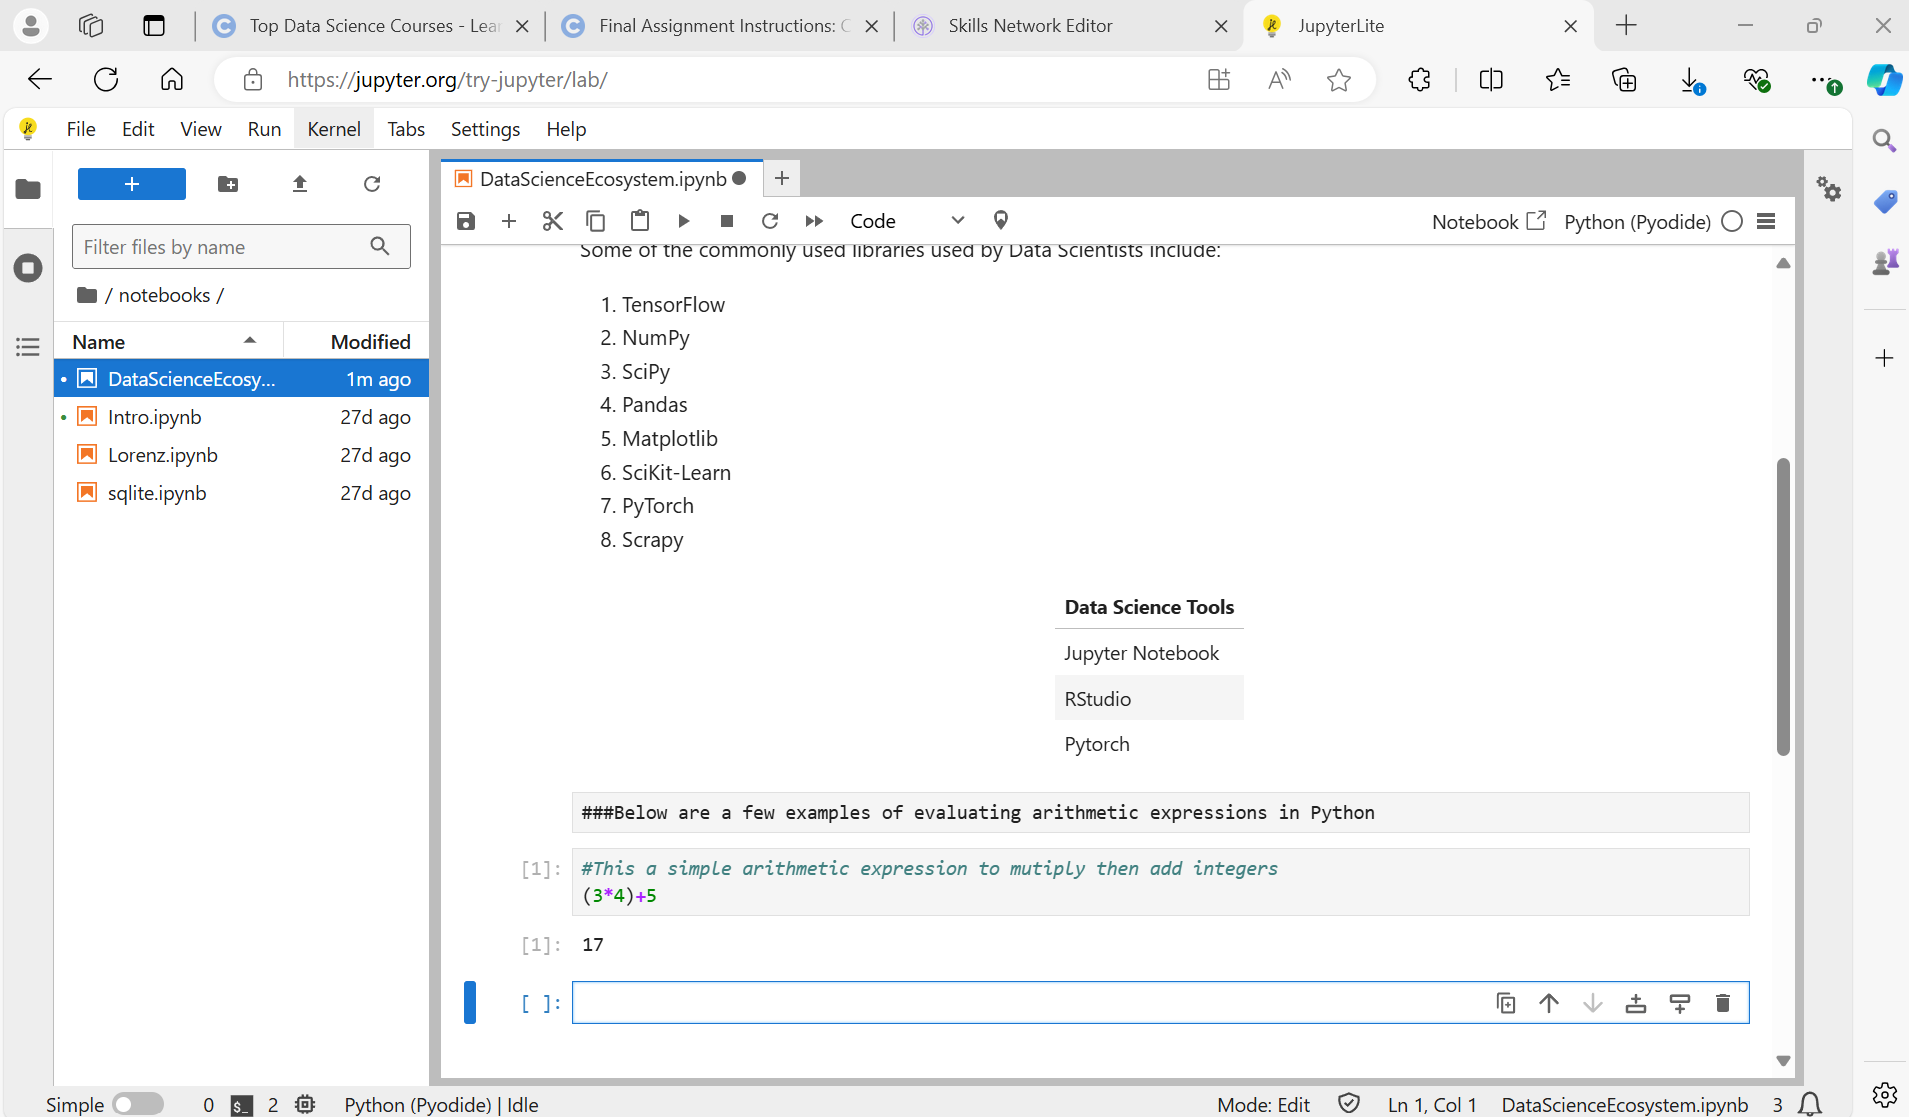 Top Data Science Courses - Lear
Final Assignment Instructions: C
Skills Network Editor
JupyterLite
https://jupyter.org/try-jupyter/lab/
File Edit View Run Kernel Tabs Settings Help
+
Filter files by name
/ notebooks /
Name Modified
DataScienceEcosy... 1m ago
Intro.ipynb 27d ago
Lorenz.ipynb 27d ago
sqlite.ipynb 27d ago
DataScienceEcosystem.ipynb
Code
Notebook
Python (Pyodide)
Some of the commonly used libraries used by Data Scientists include:
1. TensorFlow
2. NumPy
3. SciPy
4. Pandas
5. Matplotlib
6. SciKit-Learn
7. PyTorch
8. Scrapy
Data Science Tools
Jupyter Notebook
RStudio
Pytorch
###Below are a few examples of evaluating arithmetic expressions in Python
[1]: #This a simple arithmetic expression to mutiply then add integers
(3*4)+5
[1]: 17
[ ]:
Simple 0 $_ 2 Python (Pyodide) | Idle Mode: Edit Ln 1, Col 1 DataScienceEcosystem.ipynb 3